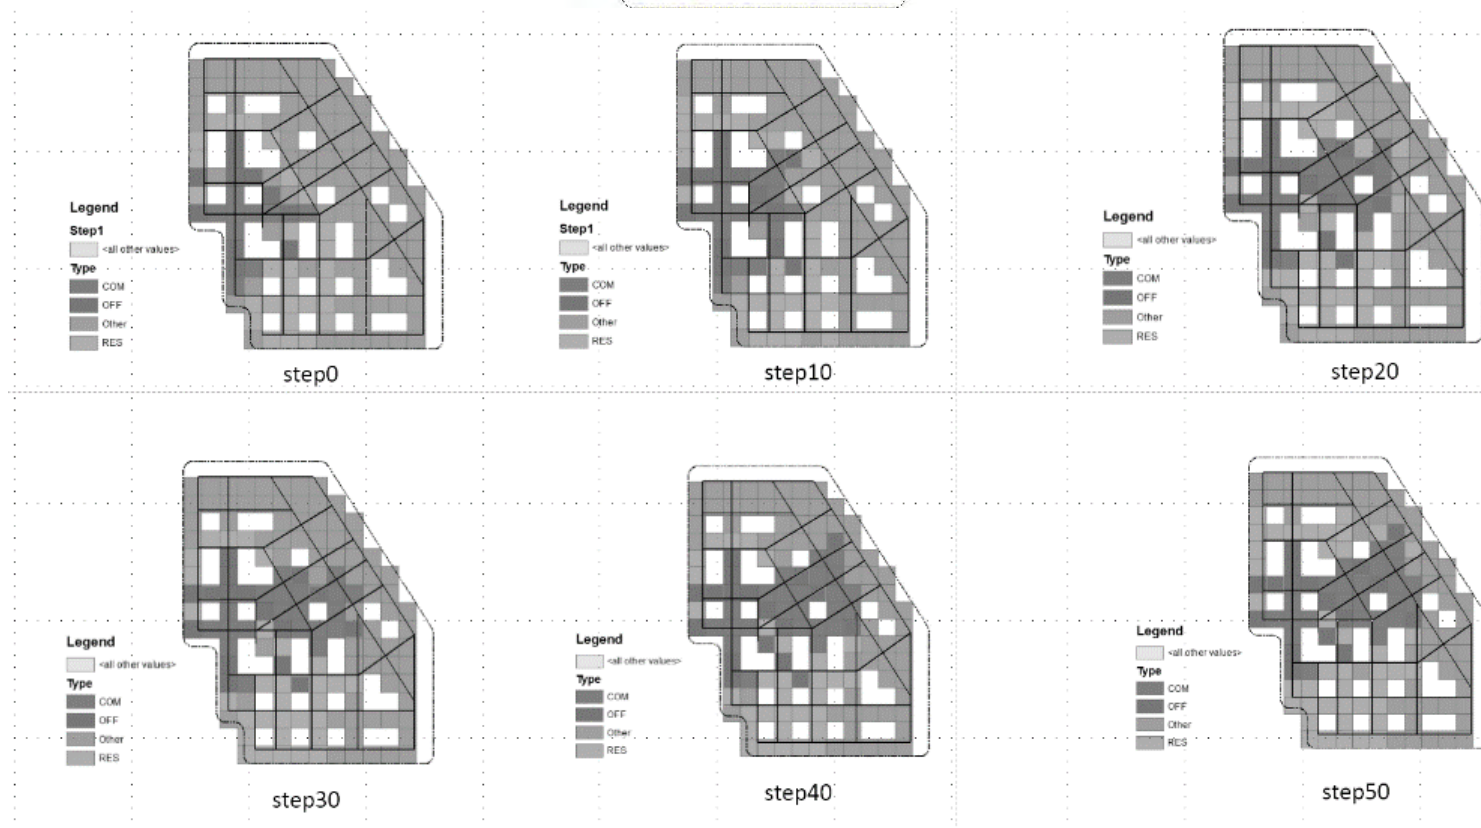 Legend
Step1
<all other values>
Type
COM
OFF
Other
RES
step0
Legend
Step1
<all other values>
Type
COM
OFF
Other
RES
step10
Legend
<all other values>
Type
COM
OFF
Other
RES
step20
Legend
<all other values>
Type
COM
OFF
Other
RES
step30
Legend
<all other values>
Type
COM
OFF
Other
RES
step40
Legend
<all other values>
Type
COM
OFF
Other
RES
step50